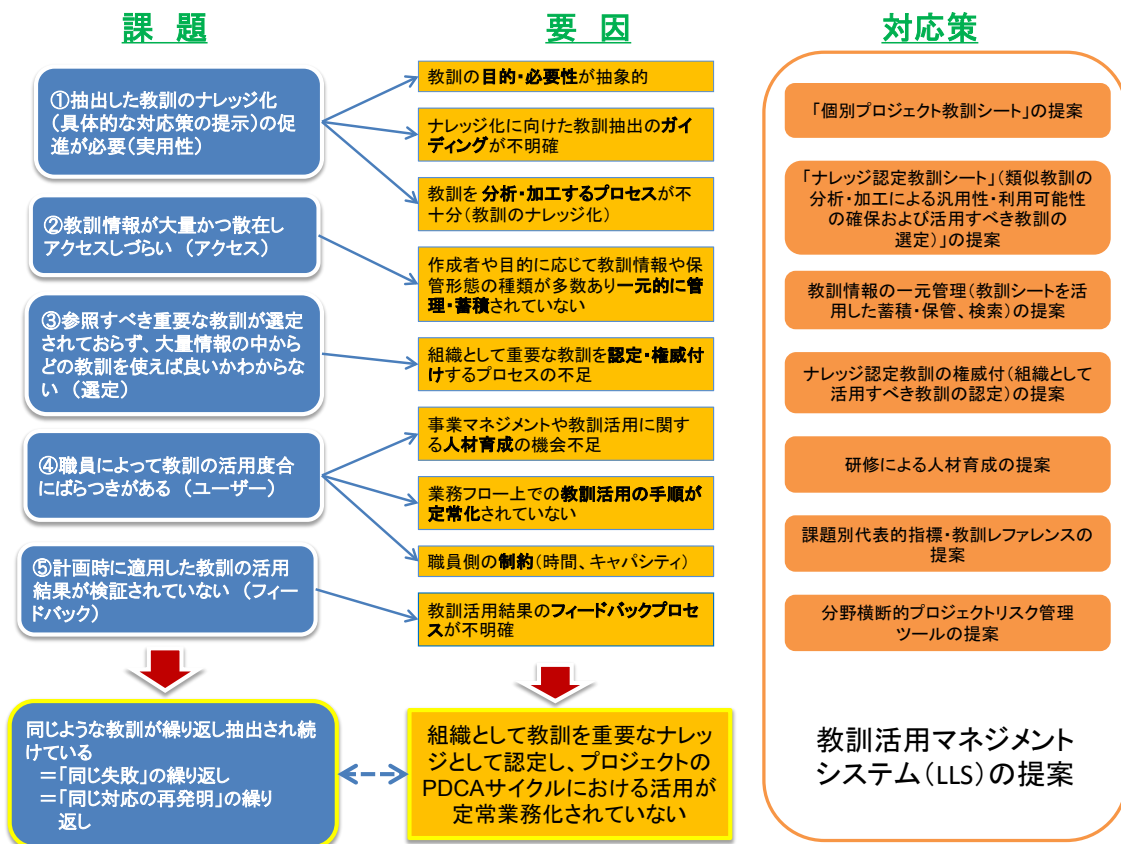 課　題
①抽出した教訓のナレッジ化
(具体的な対応策の提示)の促
進が必要(実用性)
②教訓情報が大量かつ散在し
アクセスしづらい （アクセス）
③参照すべき重要な教訓が選定
されておらず、大量情報の中から
どの教訓を使えば良いかわからな
い （選定）
④職員によって教訓の活用度合
にばらつきがある （ユーザー）
⑤計画時に適用した教訓の活用
結果が検証されていない （フィー
ドバック）
同じような教訓が繰り返し抽出され続
けている
＝「同じ失敗」の繰り返し
＝「同じ対応の再発明」の繰り
返し
要　因
教訓の目的・必要性が抽象的
ナレッジ化に向けた教訓抽出のガイ
ディングが不明確
教訓を分析・加工するプロセスが不
十分(教訓のナレッジ化)
作成者や目的に応じて教訓情報や保
管形態の種類が多数あり一元的に管
理・蓄積されていない
組織として重要な教訓を認定・権威付
けするプロセスの不足
事業マネジメントや教訓活用に関す
る人材育成の機会不足
業務フロー上での教訓活用の手順が
定常化されていない
職員側の制約(時間、キャパシティ)
教訓活用結果のフィードバックプロセ
スが不明確
組織として教訓を重要なナレッ
ジとして認定し、プロジェクトの
PDCAサイクルにおける活用が
定常業務化されていない
対応策
「個別プロジェクト教訓シート」の提案
「ナレッジ認定教訓シート」(類似教訓の
分析・加工による汎用性・利用可能性
の確保および活用すべき教訓の
選定)」の提案
教訓情報の一元管理(教訓シートを活
用した蓄積・保管、検索)の提案
ナレッジ認定教訓の権威付(組織として
活用すべき教訓の認定)の提案
研修による人材育成の提案
課題別代表的指標・教訓レファレンスの
提案
分野横断的プロジェクトリスク管理
ツールの提案
教訓活用マネジメント
システム(LLS)の提案